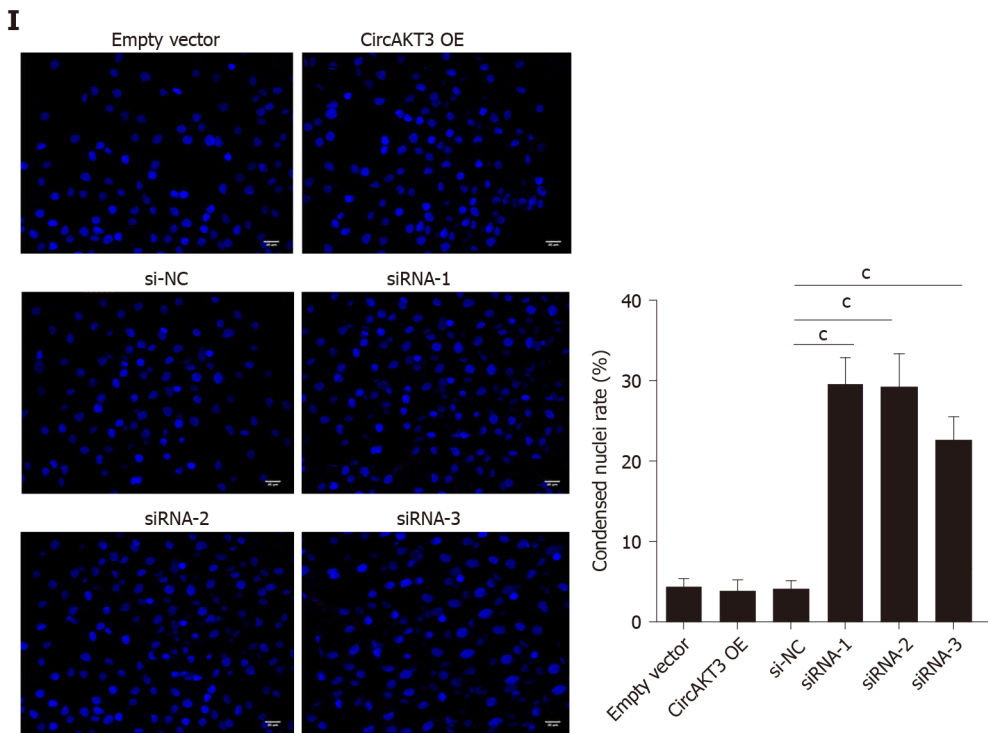 I
Empty vector
CircAKT3 OE
si-NC
siRNA-1
siRNA-2
siRNA-3
c
c
c
40
30
20
10
0
Condensed nuclei rate (%)
Empty vector
CircAKT3 OE
si-NC
siRNA-1
siRNA-2
siRNA-3